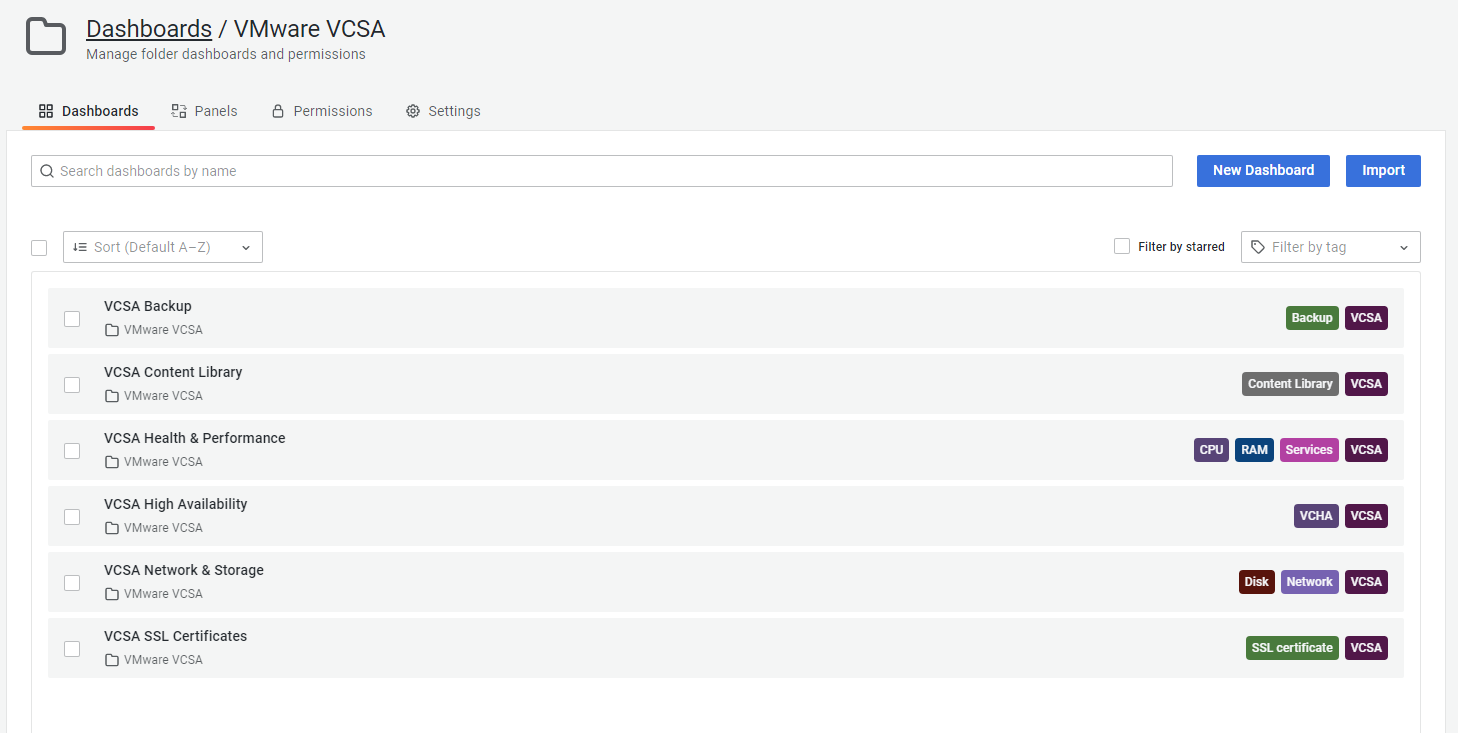 Dashboards / VMware VCSA
Manage folder dashboards and permissions
Dashboards Panels Permissions Settings
Search dashboards by name New Dashboard Import
Sort (Default A–Z) Filter by starred Filter by tag
VCSA Backup
VMware VCSA
Backup VCSA
VCSA Content Library
VMware VCSA
Content Library VCSA
VCSA Health & Performance
VMware VCSA
CPU RAM Services VCSA
VCSA High Availability
VMware VCSA
VCHA VCSA
VCSA Network & Storage
VMware VCSA
Disk Network VCSA
VCSA SSL Certificates
VMware VCSA
SSL certificate VCSA